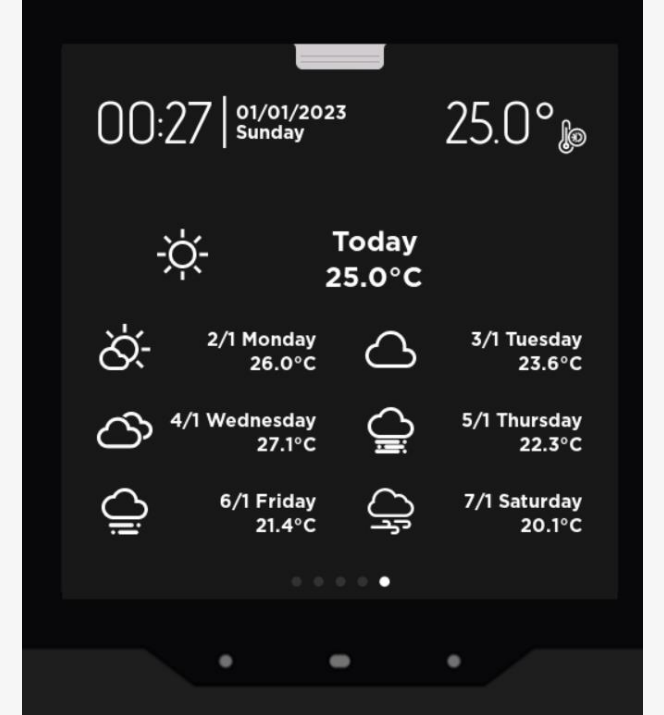 00:27
01/01/2023
Sunday
25.0°
Today
25.0°C
2/1 Monday
26.0°C
3/1 Tuesday
23.6°C
4/1 Wednesday
27.1°C
5/1 Thursday
22.3°C
6/1 Friday
21.4°C
7/1 Saturday
20.1°C